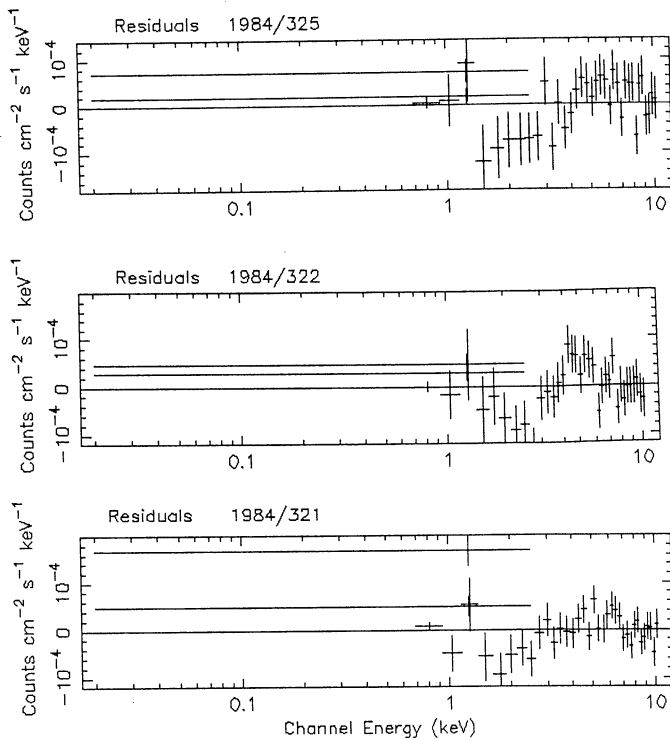 Residuals 1984/325
Counts cm⁻² s⁻¹ keV⁻¹
10⁻⁴
0
-10⁻⁴
0.1
1
10
Residuals 1984/322
Counts cm⁻² s⁻¹ keV⁻¹
10⁻⁴
0
-10⁻⁴
0.1
1
10
Residuals 1984/321
Counts cm⁻² s⁻¹ keV⁻¹
10⁻⁴
0
-10⁻⁴
0.1
1
10
Channel Energy (keV)